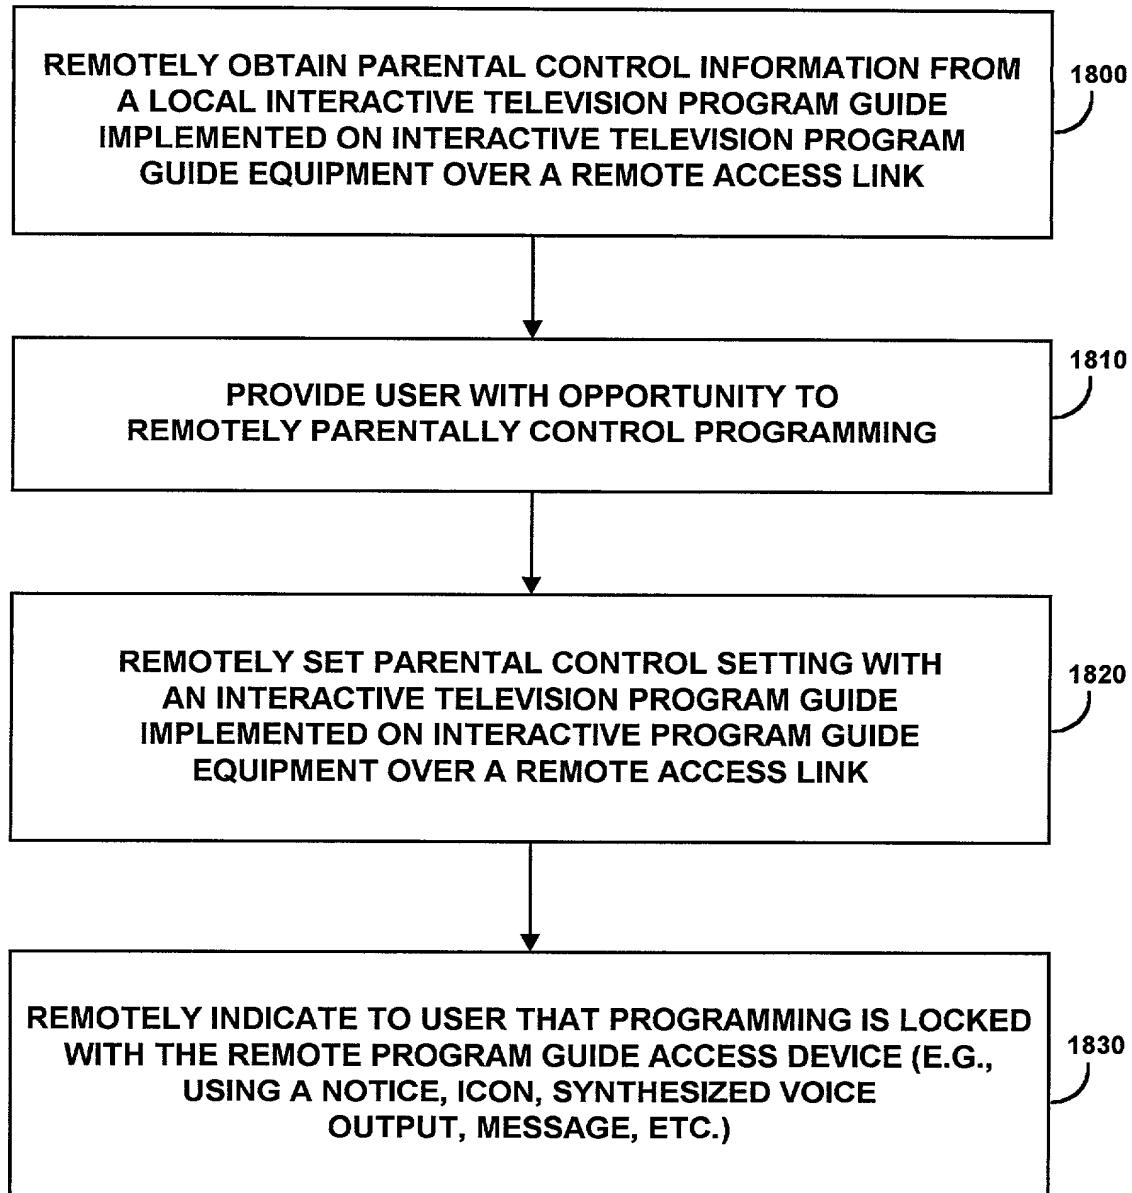 REMOTELY OBTAIN PARENTAL CONTROL INFORMATION FROM
A LOCAL INTERACTIVE TELEVISION PROGRAM GUIDE
IMPLEMENTED ON INTERACTIVE TELEVISION PROGRAM
GUIDE EQUIPMENT OVER A REMOTE ACCESS LINK
1800
PROVIDE USER WITH OPPORTUNITY TO
REMOTELY PARENTALLY CONTROL PROGRAMMING
1810
REMOTELY SET PARENTAL CONTROL SETTING WITH
AN INTERACTIVE TELEVISION PROGRAM GUIDE
IMPLEMENTED ON INTERACTIVE PROGRAM GUIDE
EQUIPMENT OVER A REMOTE ACCESS LINK
1820
REMOTELY INDICATE TO USER THAT PROGRAMMING IS LOCKED
WITH THE REMOTE PROGRAM GUIDE ACCESS DEVICE (E.G.,
USING A NOTICE, ICON, SYNTHESIZED VOICE
OUTPUT, MESSAGE, ETC.)
1830